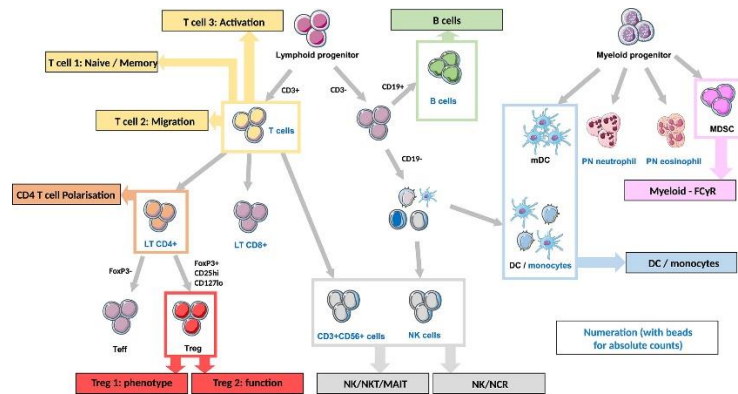 T cell 3: Activation
Lymphoid progenitor
B cells
Myeloid progenitor
T cell 1: Naive / Memory
CD3+
CD3-
CD19+
B cells
MDSC
T cell 2: Migration
T cells
mDC
PN neutrophil
PN eosinophil
CD19-
CD4 T cell Polarisation
Myeloid - FCγR
LT CD4+
LT CD8+
DC / monocytes
DC / monocytes
FoxP3-
FoxP3+
CD25hi
CD127lo
CD3+CD56+ cells
NK cells
Numeration (with beads
for absolute counts)
Teff
Treg
Treg 1: phenotype
Treg 2: function
NK/NKT/MAIT
NK/NCR